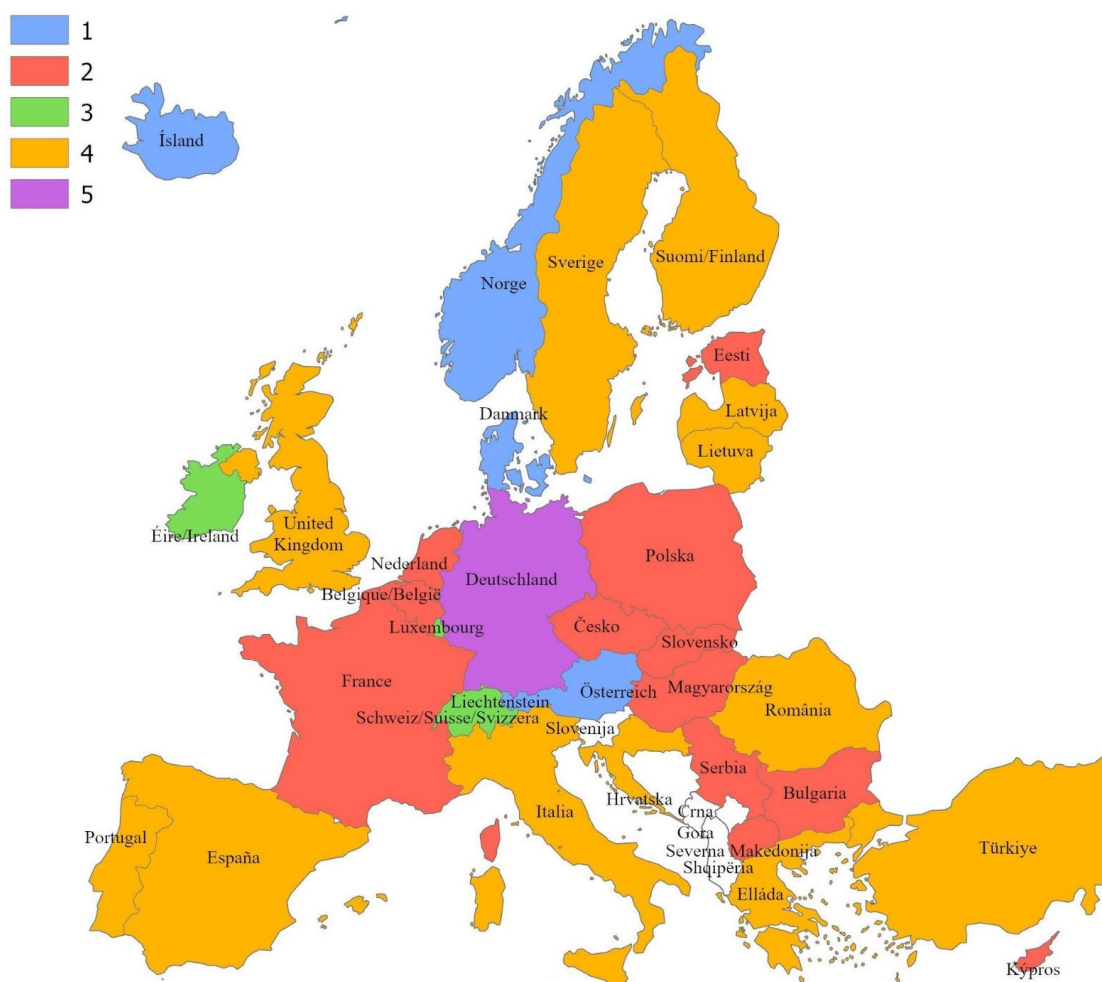 1
2
3
4
5
Ísland
Norge
Sverige
Suomi/Finland
Eesti
Danmark
Latvija
Lietuva
Éire/Ireland
United
Kingdom
Nederland
Deutschland
Polska
Belgique/België
Luxembourg
Česko
Slovensko
France
Liechtenstein
Österreich
Magyarország
Schweiz/Suisse/Svizzera
Slovenija
România
Serbia
Bulgaria
Hrvatska
Italia
Crna
Gora
Portugal
España
Severna Makedonija
Shqipëria
Türkiye
Elláda
Kýpros